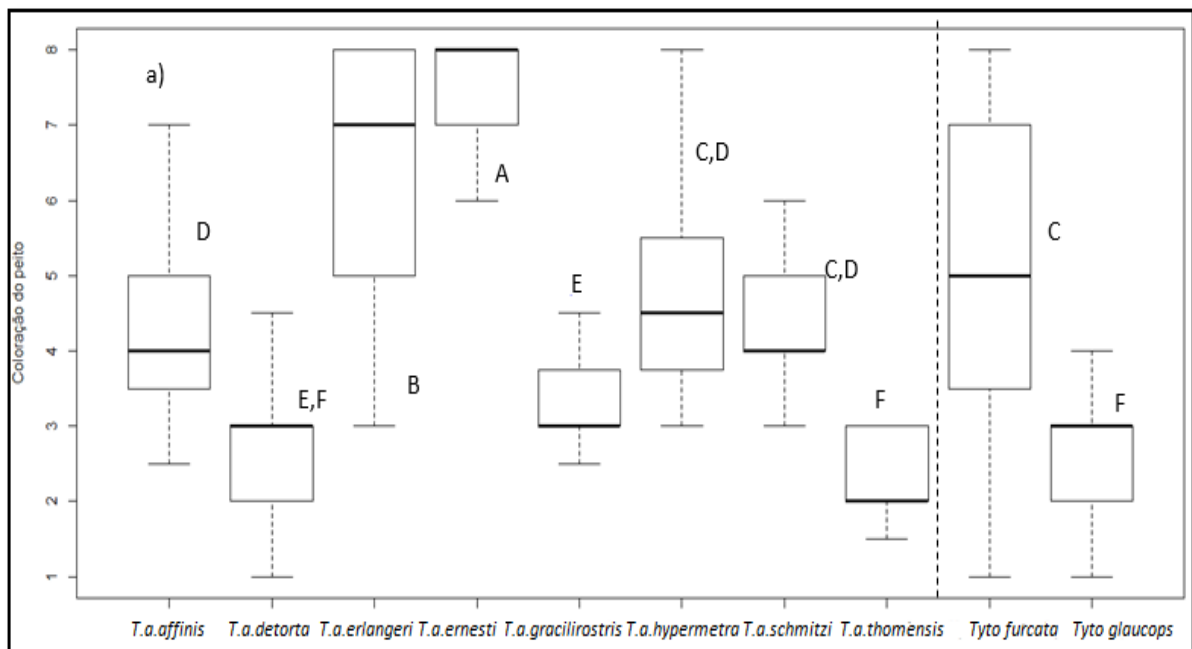 a)
Coloração do peito
8
7
6
5
4
3
2
1
D
E,F
B
A
E
C,D
C,D
F
C
F
T.a.affinis T.a.detorta T.a.erlangeri T.a.ernesti T.a.gracilirostris T.a.hypermetra T.a.schmitzi T.a.thomensis Tyto furcata Tyto glaucops